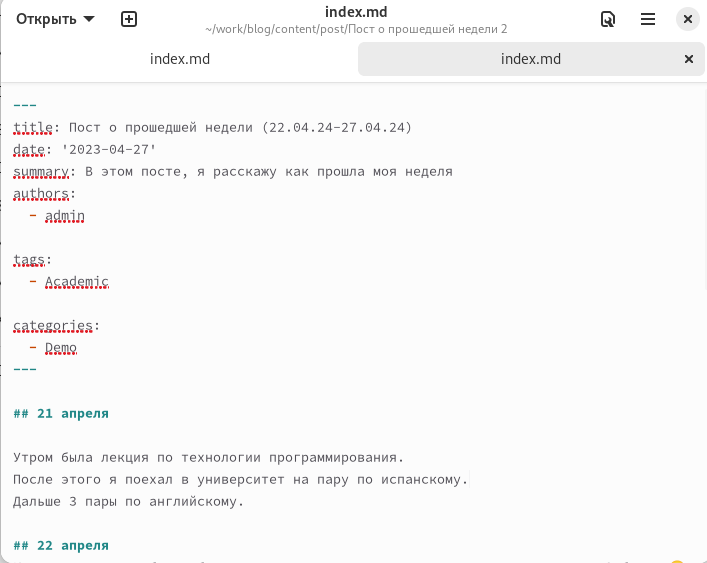 Открыть
index.md
~/work/blog/content/post/Пост о прошедшей недели 2
index.md
index.md
---
title: Пост о прошедшей недели (22.04.24-27.04.24)
date: '2023-04-27'
summary: В этом посте, я расскажу как прошла моя неделя
authors:
- admin
tags:
- Academic
categories:
- Demo
---
## 21 апреля
Утром была лекция по технологии программирования.
После этого я поехал в университет на пару по испанскому.
Дальше 3 пары по английскому.
## 22 апреля